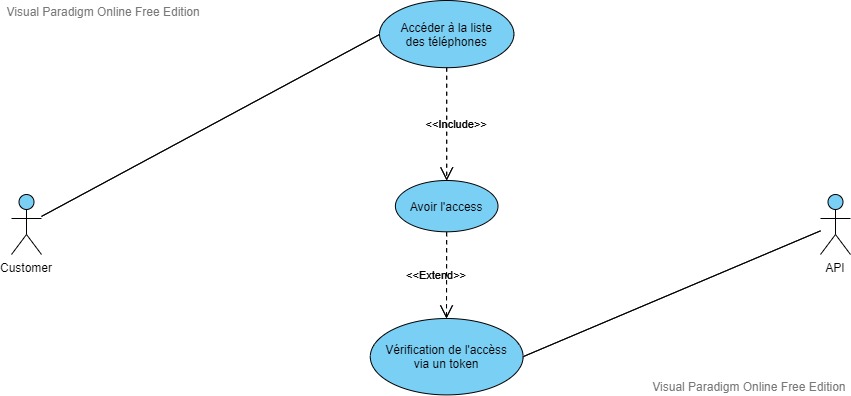 Visual Paradigm Online Free Edition
Accéder à la liste
des téléphones
<<Include>>
Avoir l'access
Customer
API
<<Extend>>
Vérification de l'accèss
via un token
Visual Paradigm Online Free Edition